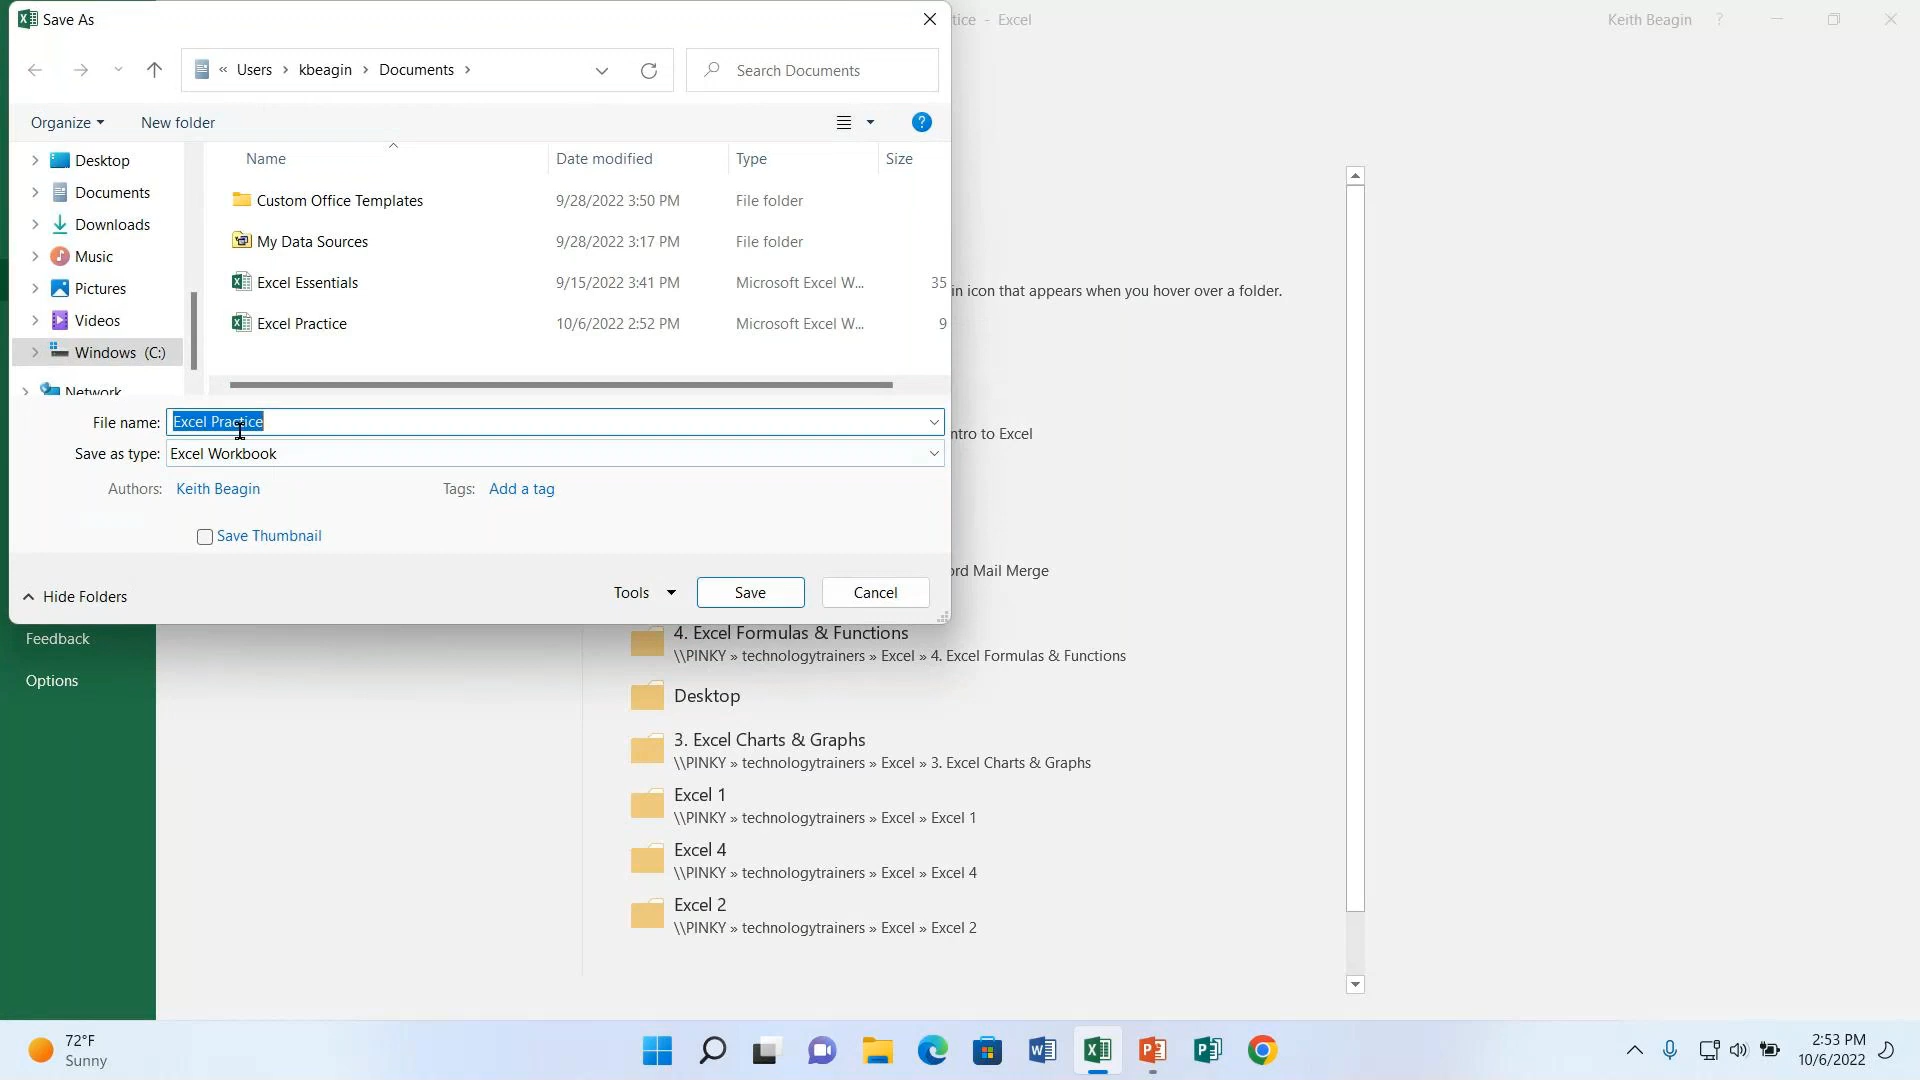 Save As
tice - Excel
Keith Beagin ?
« Users › kbeagin › Documents ›
Search Documents
Organize
New folder
?
Name
Date modified
Type
Size
Desktop
Documents
Downloads
Music
Pictures
Videos
Windows (C:)
Network
Custom Office Templates 9/28/2022 3:50 PM File folder
My Data Sources 9/28/2022 3:17 PM File folder
Excel Essentials 9/15/2022 3:41 PM Microsoft Excel W... 35
Excel Practice 10/6/2022 2:52 PM Microsoft Excel W... 9
in icon that appears when you hover over a folder.
File name: Excel Practice
Save as type: Excel Workbook
Authors: Keith Beagin
Tags: Add a tag
Save Thumbnail
Hide Folders
Tools
Save
Cancel
ntro to Excel
ord Mail Merge
Feedback
Options
4. Excel Formulas & Functions
\\PINKY » technologytrainers » Excel » 4. Excel Formulas & Functions
Desktop
3. Excel Charts & Graphs
\\PINKY » technologytrainers » Excel » 3. Excel Charts & Graphs
Excel 1
\\PINKY » technologytrainers » Excel » Excel 1
Excel 4
\\PINKY » technologytrainers » Excel » Excel 4
Excel 2
\\PINKY » technologytrainers » Excel » Excel 2
72°F
Sunny
2:53 PM
10/6/2022